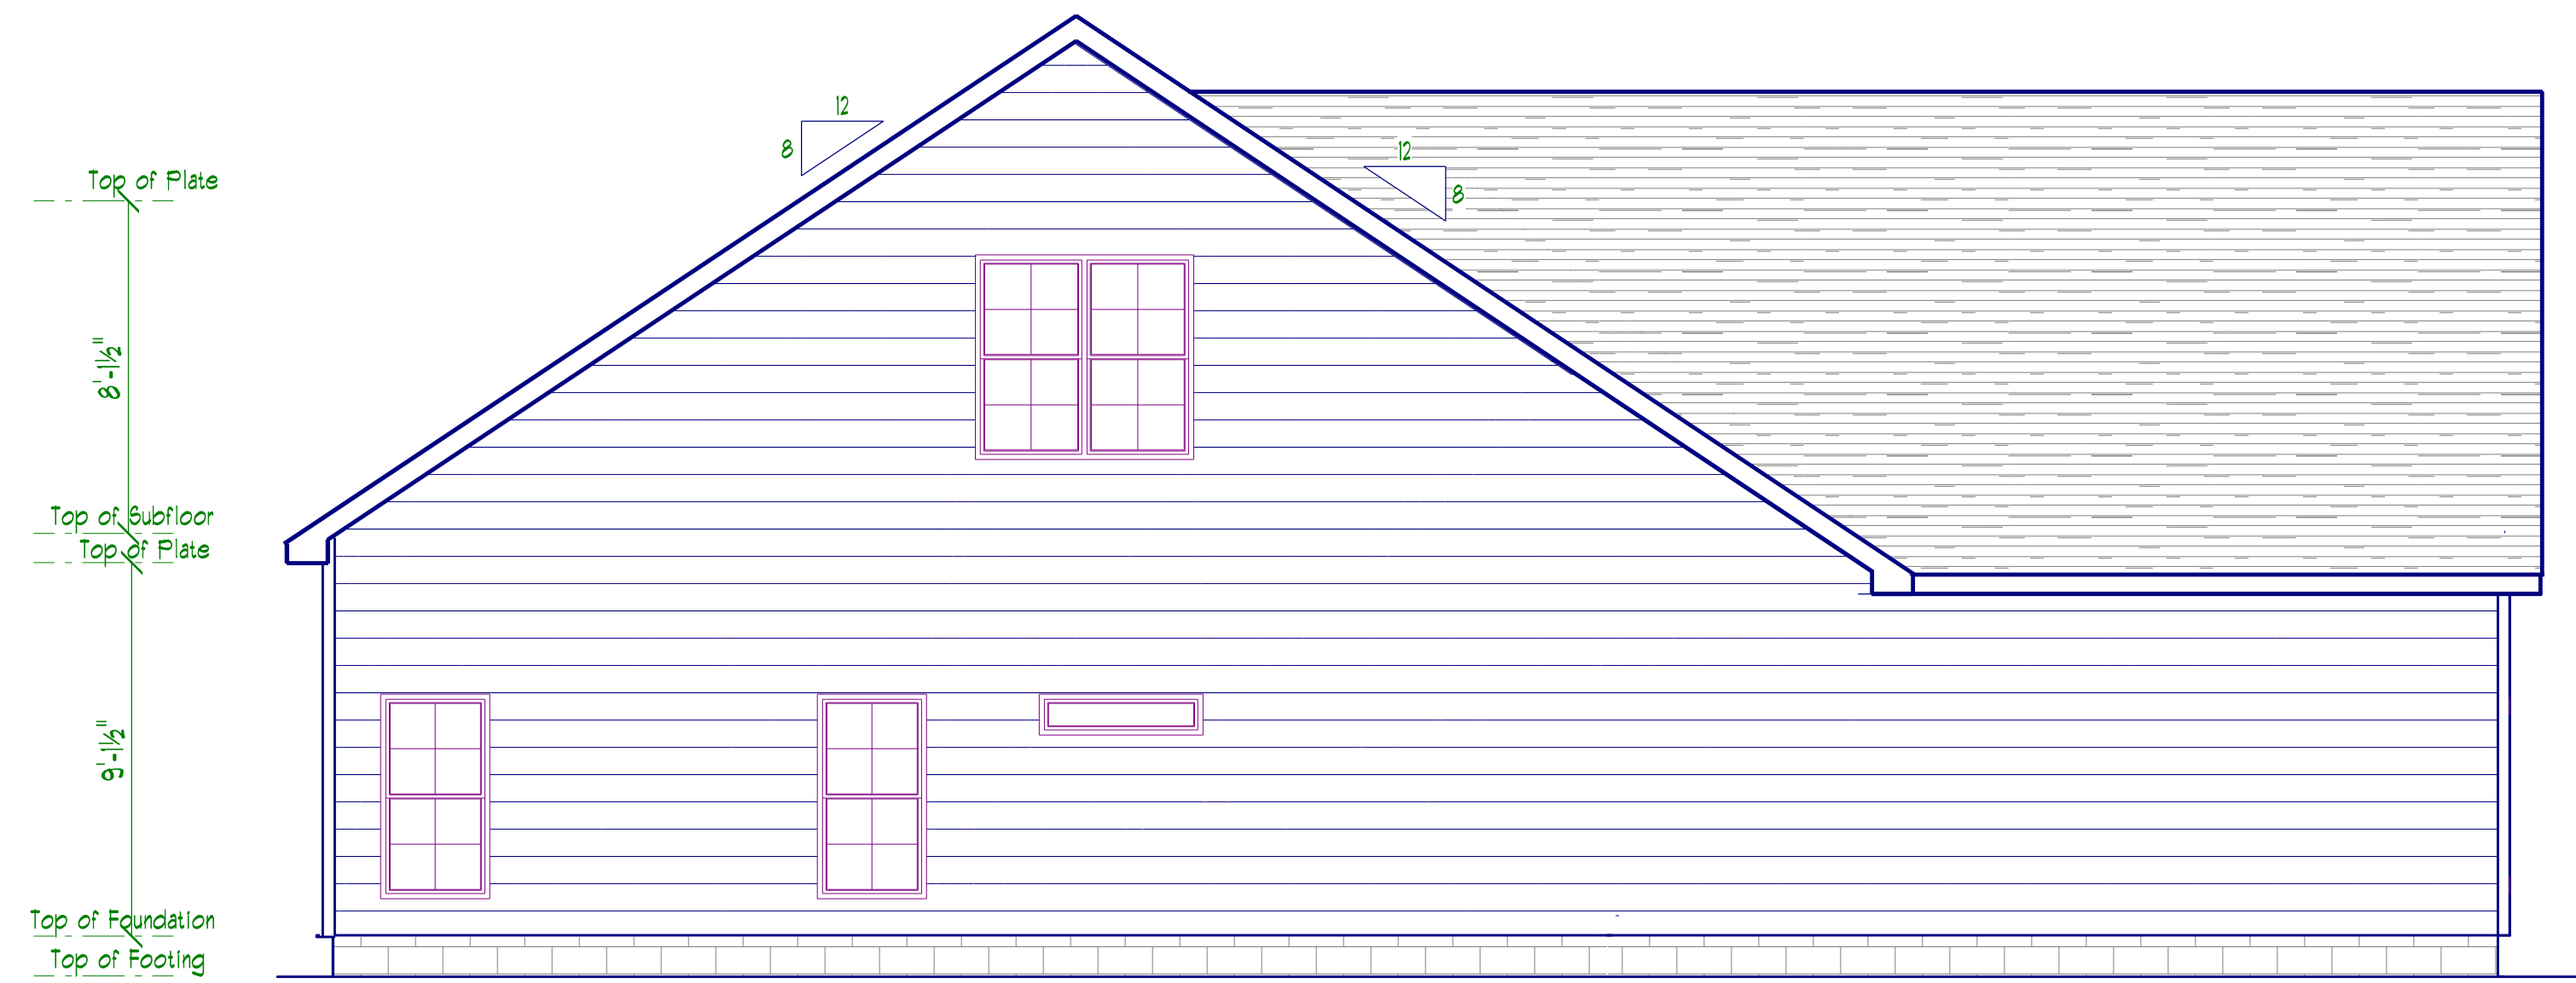 12
8
12
8
Top of Plate
8'-1½"
Top of Subfloor
Top of Plate
9'-1½"
Top of Foundation
Top of Footing